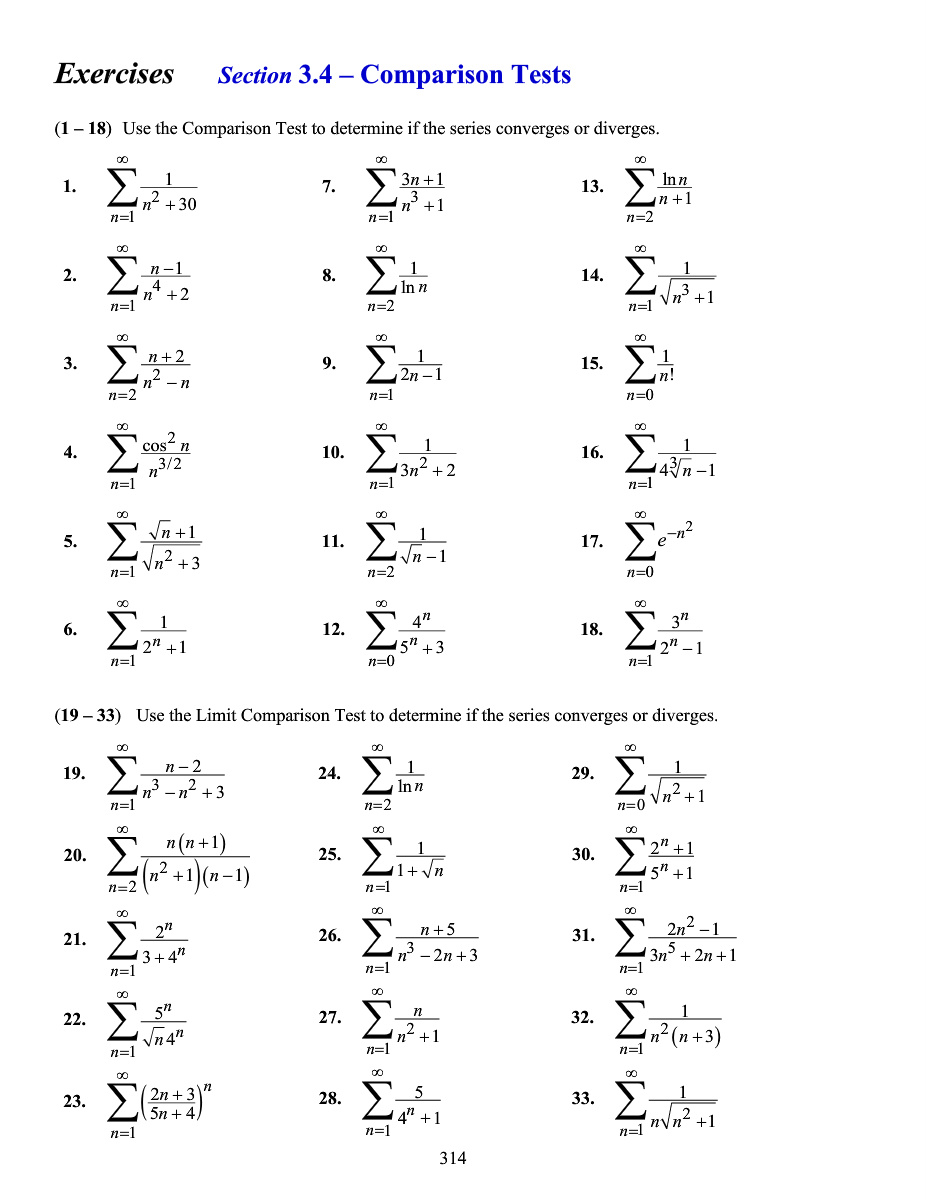 Exercises Section 3.4 – Comparison Tests
(1 – 18) Use the Comparison Test to determine if the series converges or diverges.
1. $\sum_{n=1}^{\infty} \frac{1}{n^2+30}$
7. $\sum_{n=1}^{\infty} \frac{3n+1}{n^3+1}$
13. $\sum_{n=2}^{\infty} \frac{\ln n}{n+1}$
2. $\sum_{n=1}^{\infty} \frac{n-1}{n^4+2}$
8. $\sum_{n=2}^{\infty} \frac{1}{\ln n}$
14. $\sum_{n=1}^{\infty} \frac{1}{\sqrt{n^3+1}}$
3. $\sum_{n=2}^{\infty} \frac{n+2}{n^2-n}$
9. $\sum_{n=1}^{\infty} \frac{1}{2n-1}$
15. $\sum_{n=0}^{\infty} \frac{1}{n!}$
4. $\sum_{n=1}^{\infty} \frac{\cos^2 n}{n^{3/2}}$
10. $\sum_{n=1}^{\infty} \frac{1}{3n^2+2}$
16. $\sum_{n=1}^{\infty} \frac{1}{4\sqrt[3]{n}-1}$
5. $\sum_{n=1}^{\infty} \frac{\sqrt{n}+1}{\sqrt{n^2+3}}$
11. $\sum_{n=2}^{\infty} \frac{1}{\sqrt{n}-1}$
17. $\sum_{n=0}^{\infty} e^{-n^2}$
6. $\sum_{n=1}^{\infty} \frac{1}{2^n+1}$
12. $\sum_{n=0}^{\infty} \frac{4^n}{5^n+3}$
18. $\sum_{n=1}^{\infty} \frac{3^n}{2^n-1}$
(19 – 33) Use the Limit Comparison Test to determine if the series converges or diverges.
19. $\sum_{n=1}^{\infty} \frac{n-2}{n^3-n^2+3}$
24. $\sum_{n=2}^{\infty} \frac{1}{\ln n}$
29. $\sum_{n=0}^{\infty} \frac{1}{\sqrt{n^2+1}}$
20. $\sum_{n=2}^{\infty} \frac{n(n+1)}{(n^2+1)(n-1)}$
25. $\sum_{n=1}^{\infty} \frac{1}{1+\sqrt{n}}$
30. $\sum_{n=1}^{\infty} \frac{2^n+1}{5^n+1}$
21. $\sum_{n=1}^{\infty} \frac{2^n}{3+4^n}$
26. $\sum_{n=1}^{\infty} \frac{n+5}{n^3-2n+3}$
31. $\sum_{n=1}^{\infty} \frac{2n^2-1}{3n^5+2n+1}$
22. $\sum_{n=1}^{\infty} \frac{5^n}{\sqrt{n}4^n}$
27. $\sum_{n=1}^{\infty} \frac{n}{n^2+1}$
32. $\sum_{n=1}^{\infty} \frac{1}{n^2(n+3)}$
23. $\sum_{n=1}^{\infty} \left(\frac{2n+3}{5n+4}\right)^n$
28. $\sum_{n=1}^{\infty} \frac{5}{4^n+1}$
33. $\sum_{n=1}^{\infty} \frac{1}{n\sqrt{n^2+1}}$
314